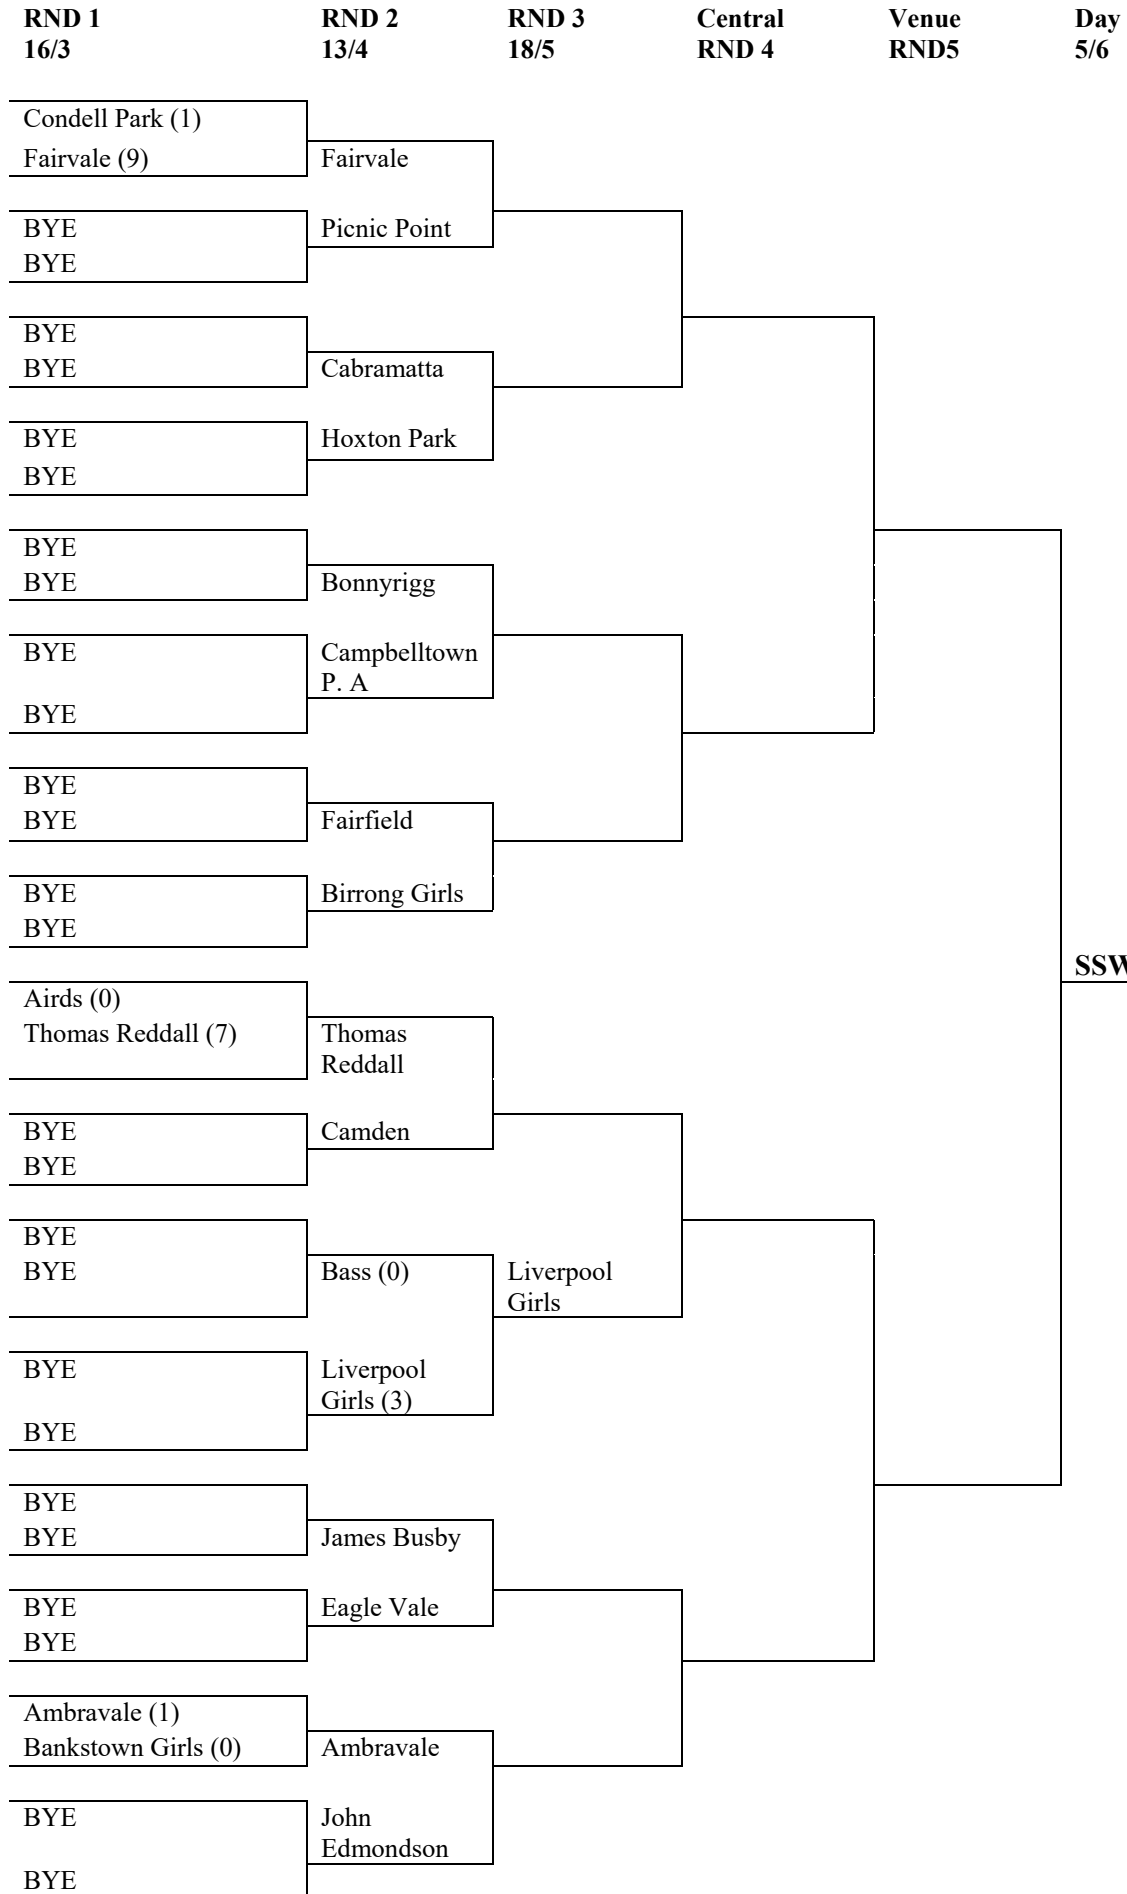 RND 1 RND 2 RND 3 Central Venue Day
16/3 13/4 18/5 RND 4 RND5 5/6
Condell Park (1)
Fairvale (9) Fairvale
BYE Picnic Point
BYE
BYE
BYE Cabramatta
BYE Hoxton Park
BYE
BYE
BYE Bonnyrigg
BYE Campbelltown
P. A
BYE
BYE
BYE Fairfield
BYE Birrong Girls
BYE
SSW
Airds (0)
Thomas Reddall (7) Thomas
Reddall
BYE Camden
BYE
BYE
BYE Bass (0) Liverpool
Girls
BYE Liverpool
Girls (3)
BYE
BYE
BYE James Busby
BYE Eagle Vale
BYE
Ambravale (1)
Bankstown Girls (0) Ambravale
BYE John
Edmondson
BYE